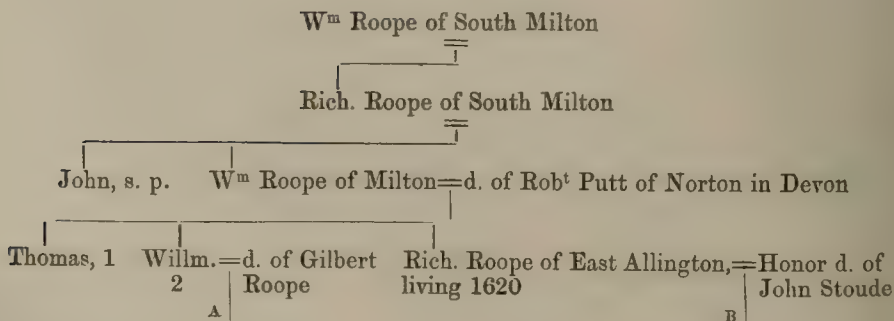 Wᵐ Roope of South Milton
Rich. Roope of South Milton
John, s. p. Wᵐ Roope of Milton=d. of Robᵗ Putt of Norton in Devon
Thomas, 1 Willm.=d. of Gilbert Rich. Roope of East Allington,=Honor d. of
2 Roope living 1620 John Stoude
A B